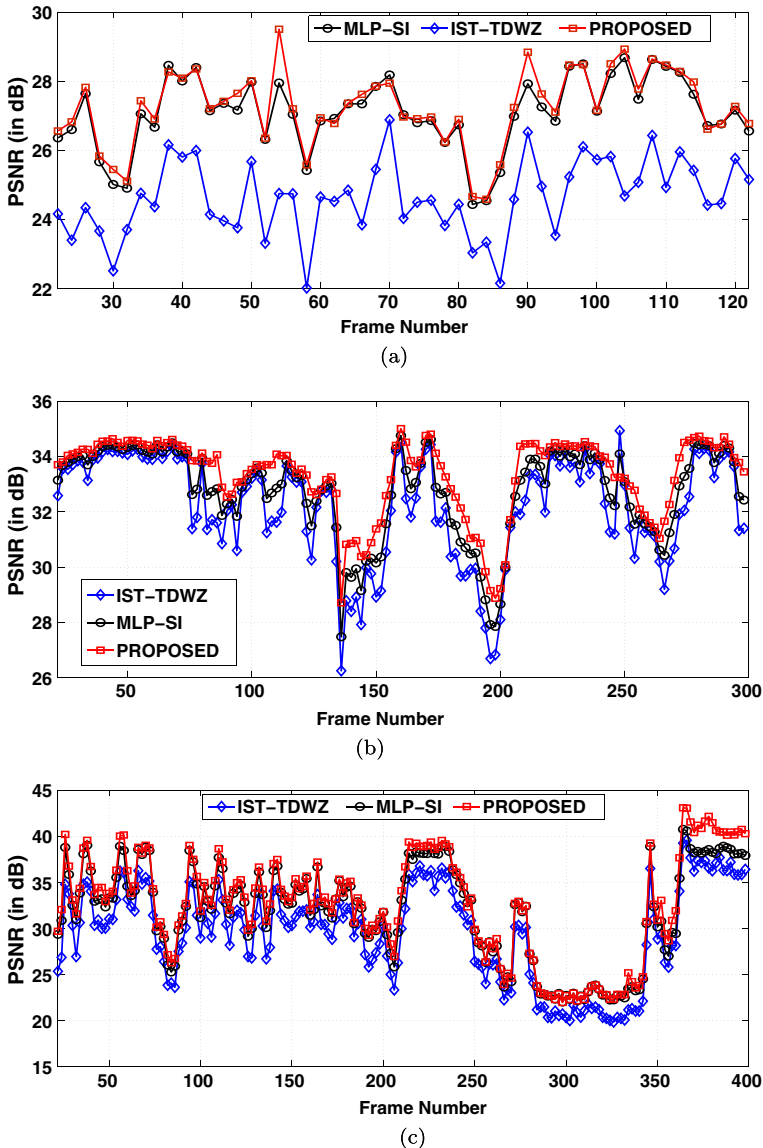 30
28
26
24
22
PSNR (in dB)
MLP−SI IST−TDWZ PROPOSED
30 40 50 60 70 80 90 100 110 120
Frame Number
(a)
36
34
32
30
28
26
PSNR (in dB)
IST−TDWZ
MLP−SI
PROPOSED
50 100 150 200 250 300
Frame Number
(b)
45
40
35
30
25
20
15
PSNR (in dB)
IST−TDWZ MLP−SI PROPOSED
50 100 150 200 250 300 350 400
Frame Number
(c)